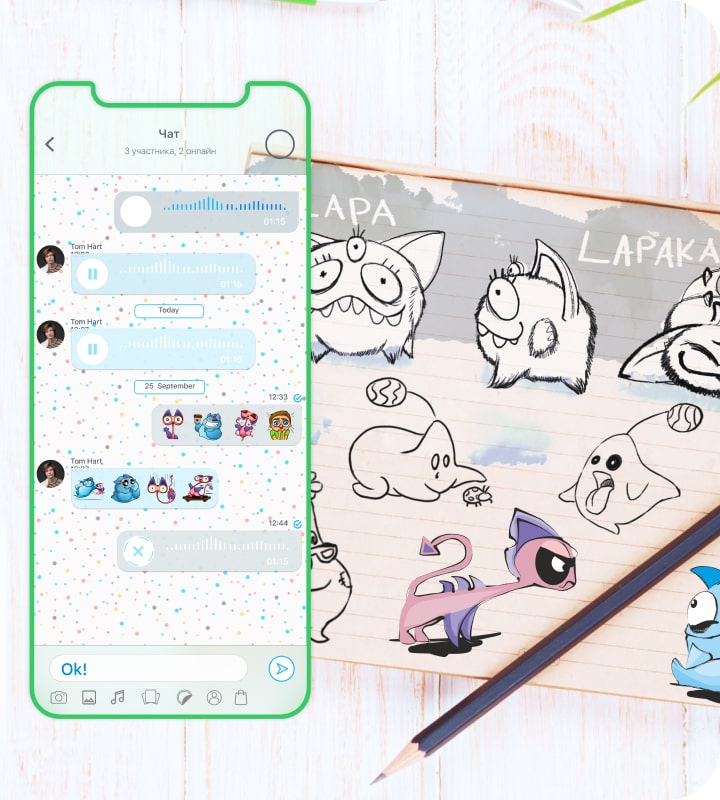 Чат
3 участника, 2 онлайн
01:15
Tom Hart
01:15
Today
Tom Hart
01:15
25 September
12:33
Tom Hart,
12:44
01:15
Ok!
LAPA
LAPAKA